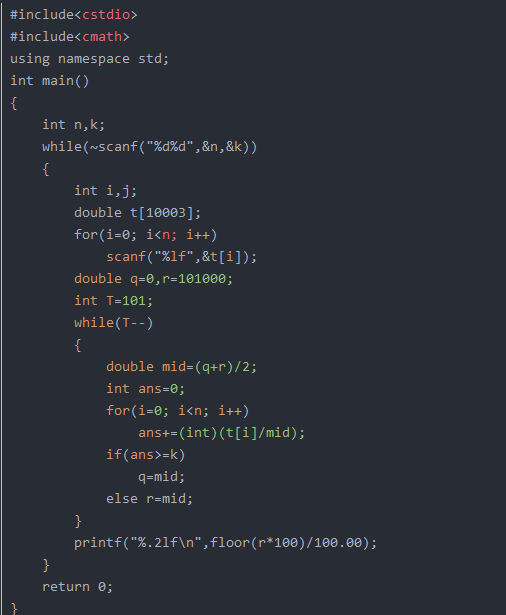 #include<cstdio>
#include<cmath>
using namespace std;
int main()
{
    int n,k;
    while(~scanf("%d%d",&n,&k))
    {
        int i,j;
        double t[10003];
        for(i=0; i<n; i++)
            scanf("%lf",&t[i]);
        double q=0,r=101000;
        int T=101;
        while(T--)
        {
            double mid=(q+r)/2;
            int ans=0;
            for(i=0; i<n; i++)
                ans+=(int)(t[i]/mid);
            if(ans>=k)
                q=mid;
            else r=mid;
        }
        printf("%.2lf\n",floor(r*100)/100.00);
    }
    return 0;
}